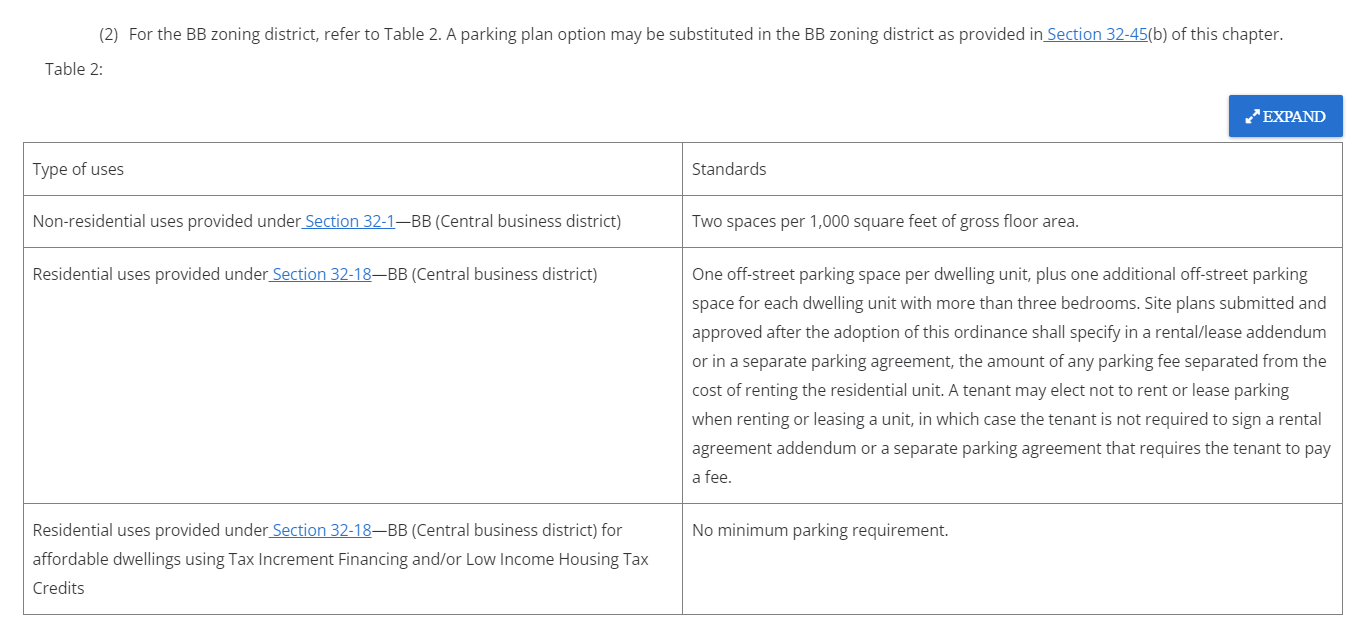 (2) For the BB zoning district, refer to Table 2. A parking plan option may be substituted in the BB zoning district as provided in Section 32-45(b) of this chapter.
Table 2:
EXPAND
Type of uses
Standards
Non-residential uses provided under Section 32-1—BB (Central business district)
Two spaces per 1,000 square feet of gross floor area.
Residential uses provided under Section 32-18—BB (Central business district)
One off-street parking space per dwelling unit, plus one additional off-street parking
space for each dwelling unit with more than three bedrooms. Site plans submitted and
approved after the adoption of this ordinance shall specify in a rental/lease addendum
or in a separate parking agreement, the amount of any parking fee separated from the
cost of renting the residential unit. A tenant may elect not to rent or lease parking
when renting or leasing a unit, in which case the tenant is not required to sign a rental
agreement addendum or a separate parking agreement that requires the tenant to pay
a fee.
Residential uses provided under Section 32-18—BB (Central business district) for
affordable dwellings using Tax Increment Financing and/or Low Income Housing Tax
Credits
No minimum parking requirement.